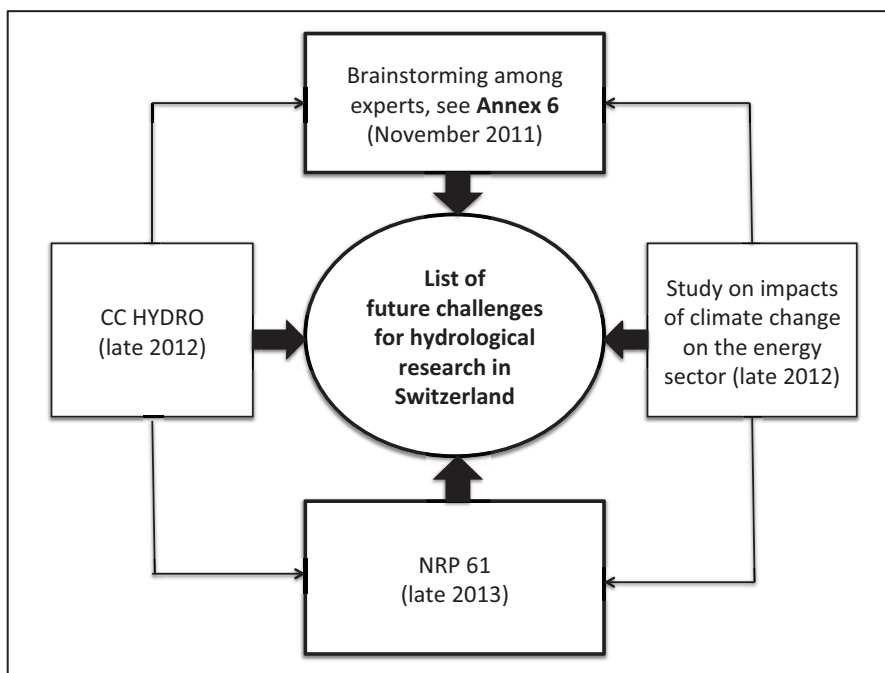 Brainstorming among
experts, see Annex 6
(November 2011)
CC HYDRO
(late 2012)
List of
future challenges
for hydrological
research in
Switzerland
Study on impacts
of climate change
on the energy
sector (late 2012)
NRP 61
(late 2013)